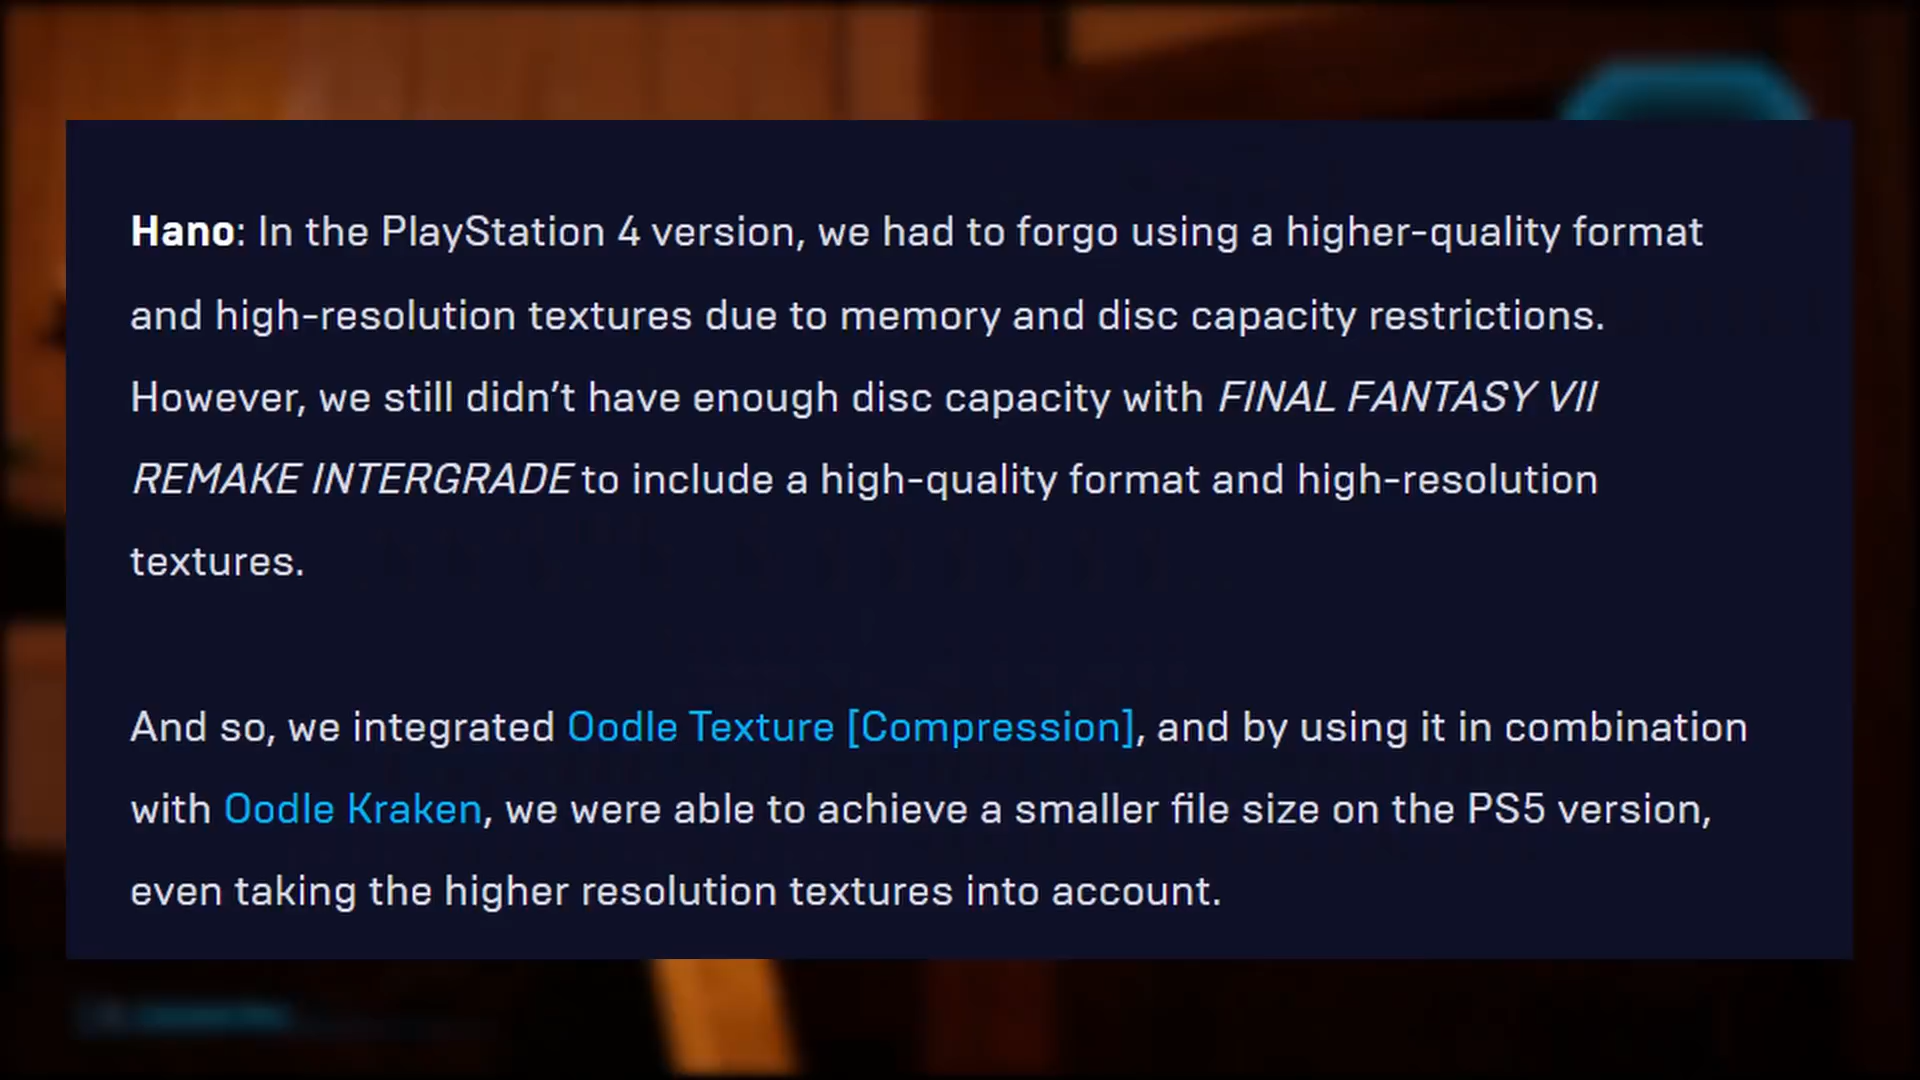 Hano: In the PlayStation 4 version, we had to forgo using a higher-quality format
and high-resolution textures due to memory and disc capacity restrictions.
However, we still didn’t have enough disc capacity with FINAL FANTASY VII
REMAKE INTERGRADE to include a high-quality format and high-resolution
textures.
And so, we integrated Oodle Texture [Compression], and by using it in combination
with Oodle Kraken, we were able to achieve a smaller file size on the PS5 version,
even taking the higher resolution textures into account.